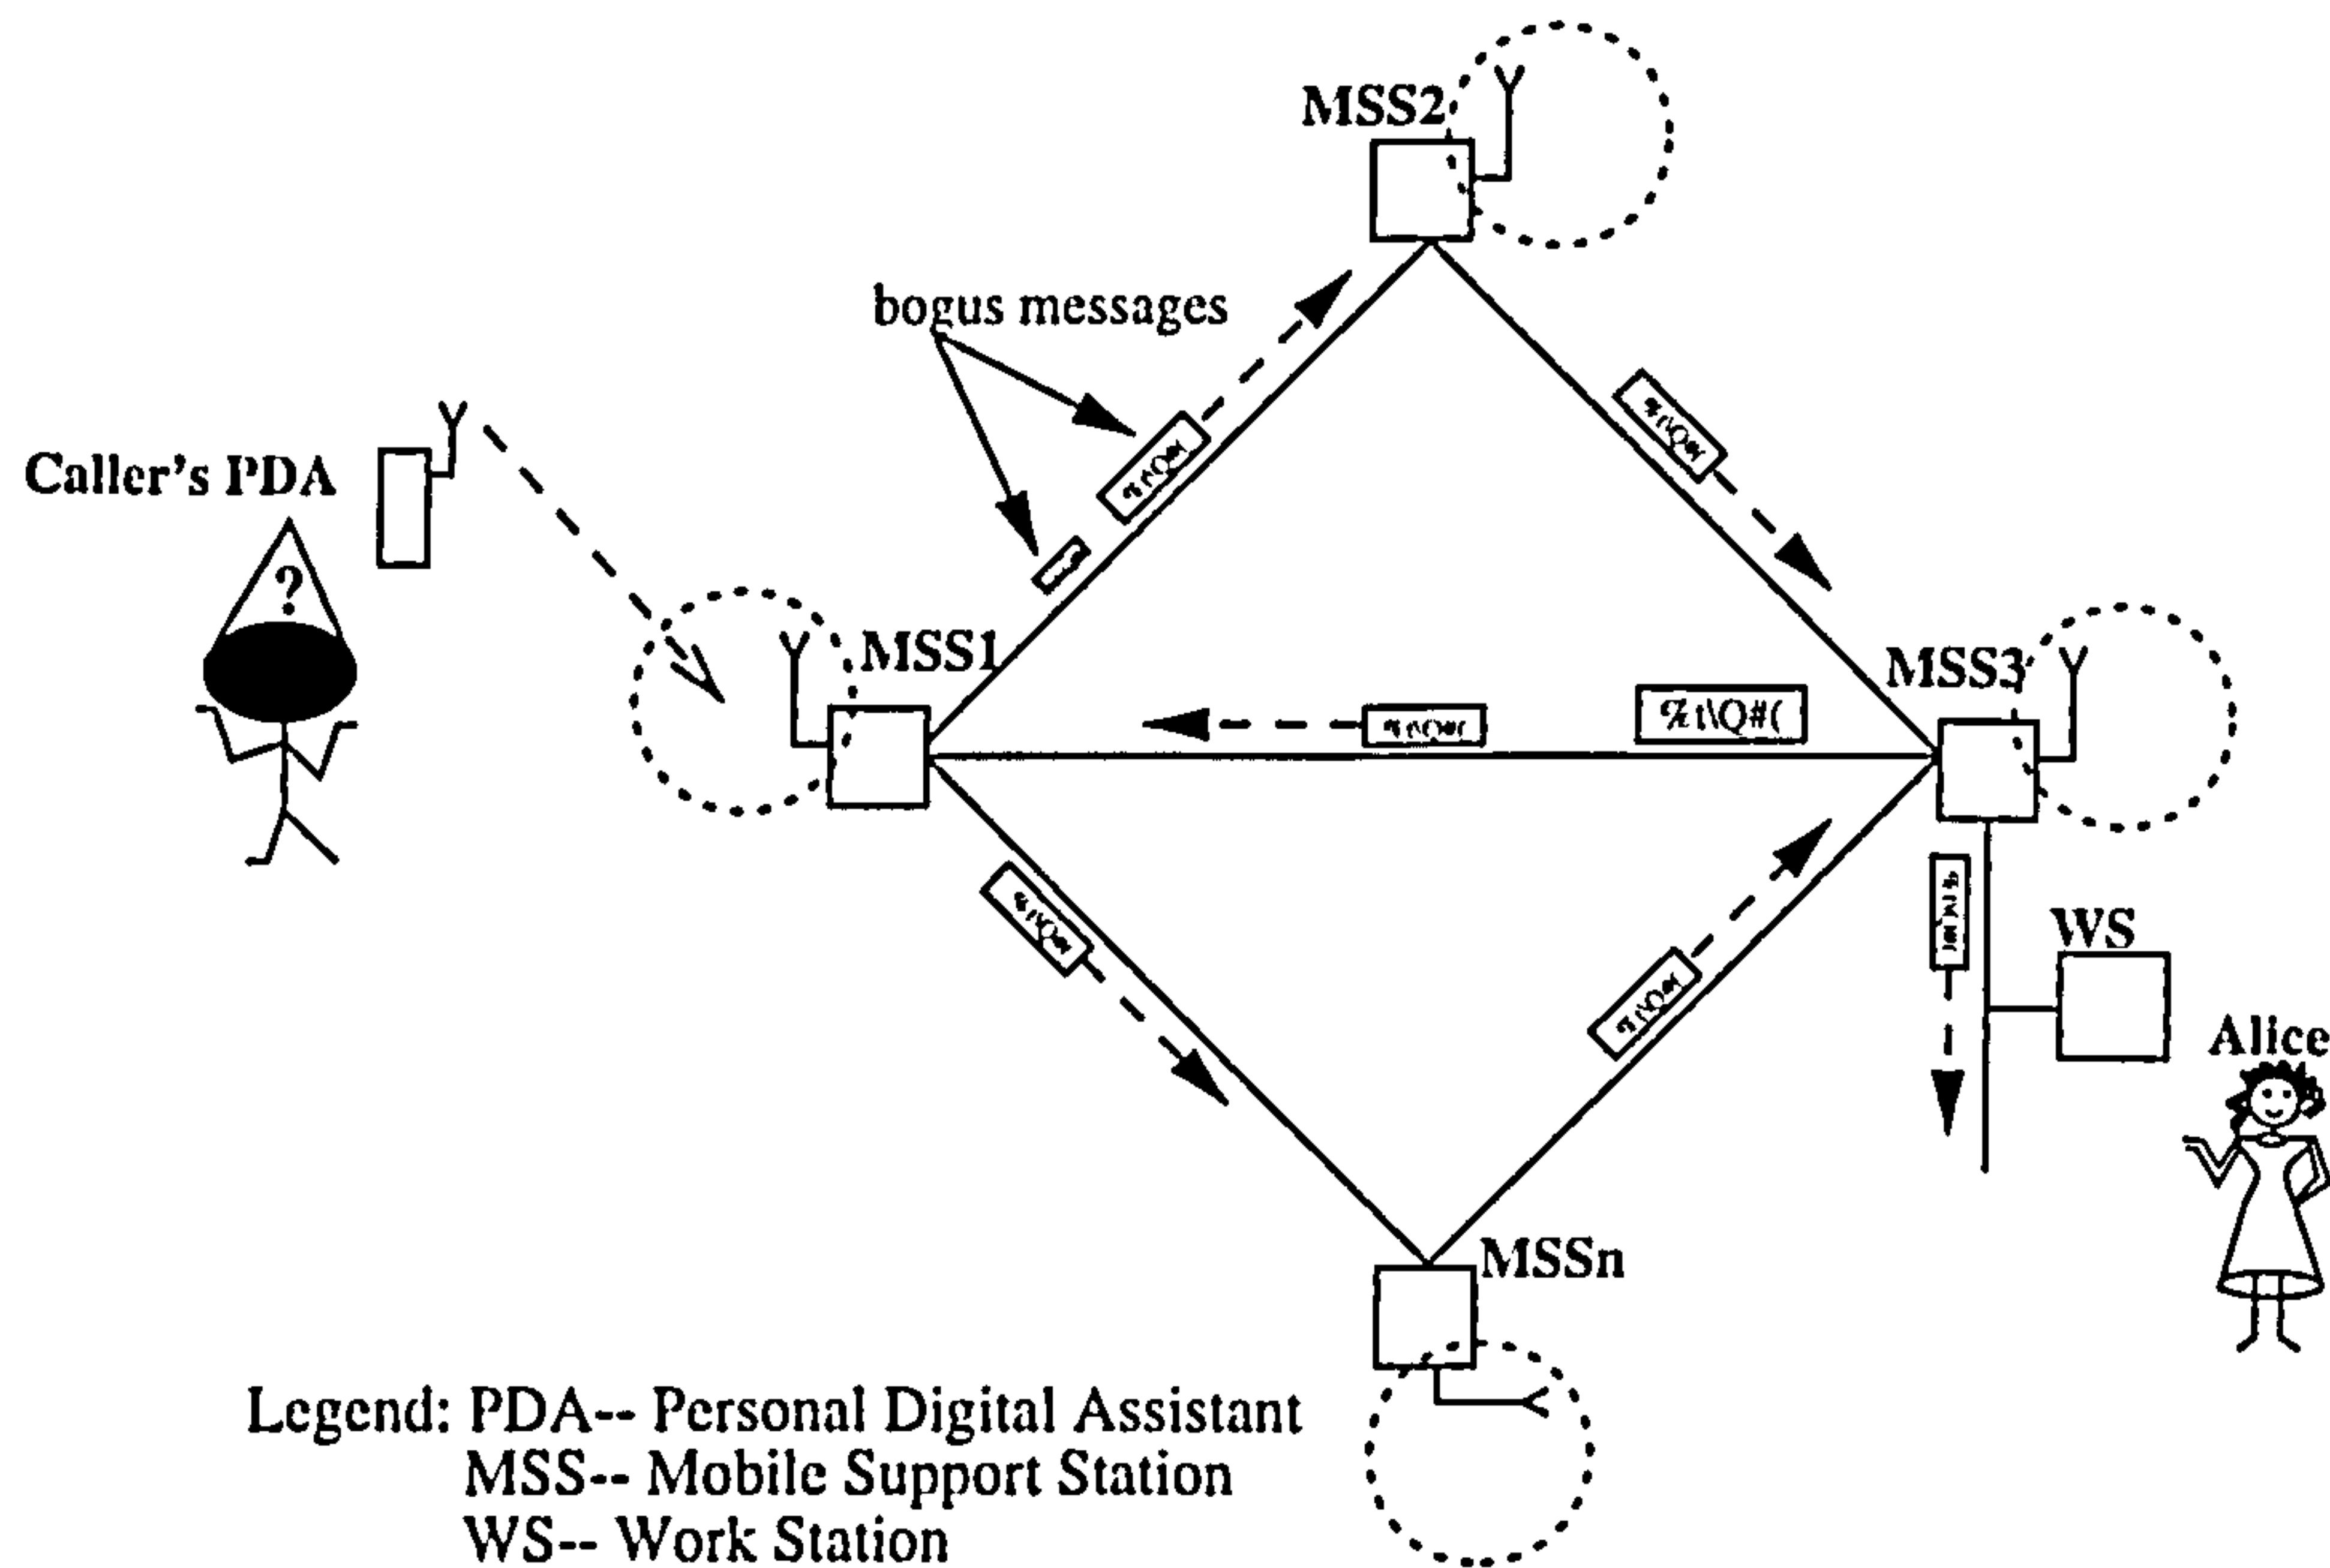 MSS2
bogus messages
Caller's PDA
?
MSS1
MSS3
%t\Q#(
WS
Alice
MSSn
Legend: PDA-- Personal Digital Assistant
MSS-- Mobile Support Station
WS-- Work Station